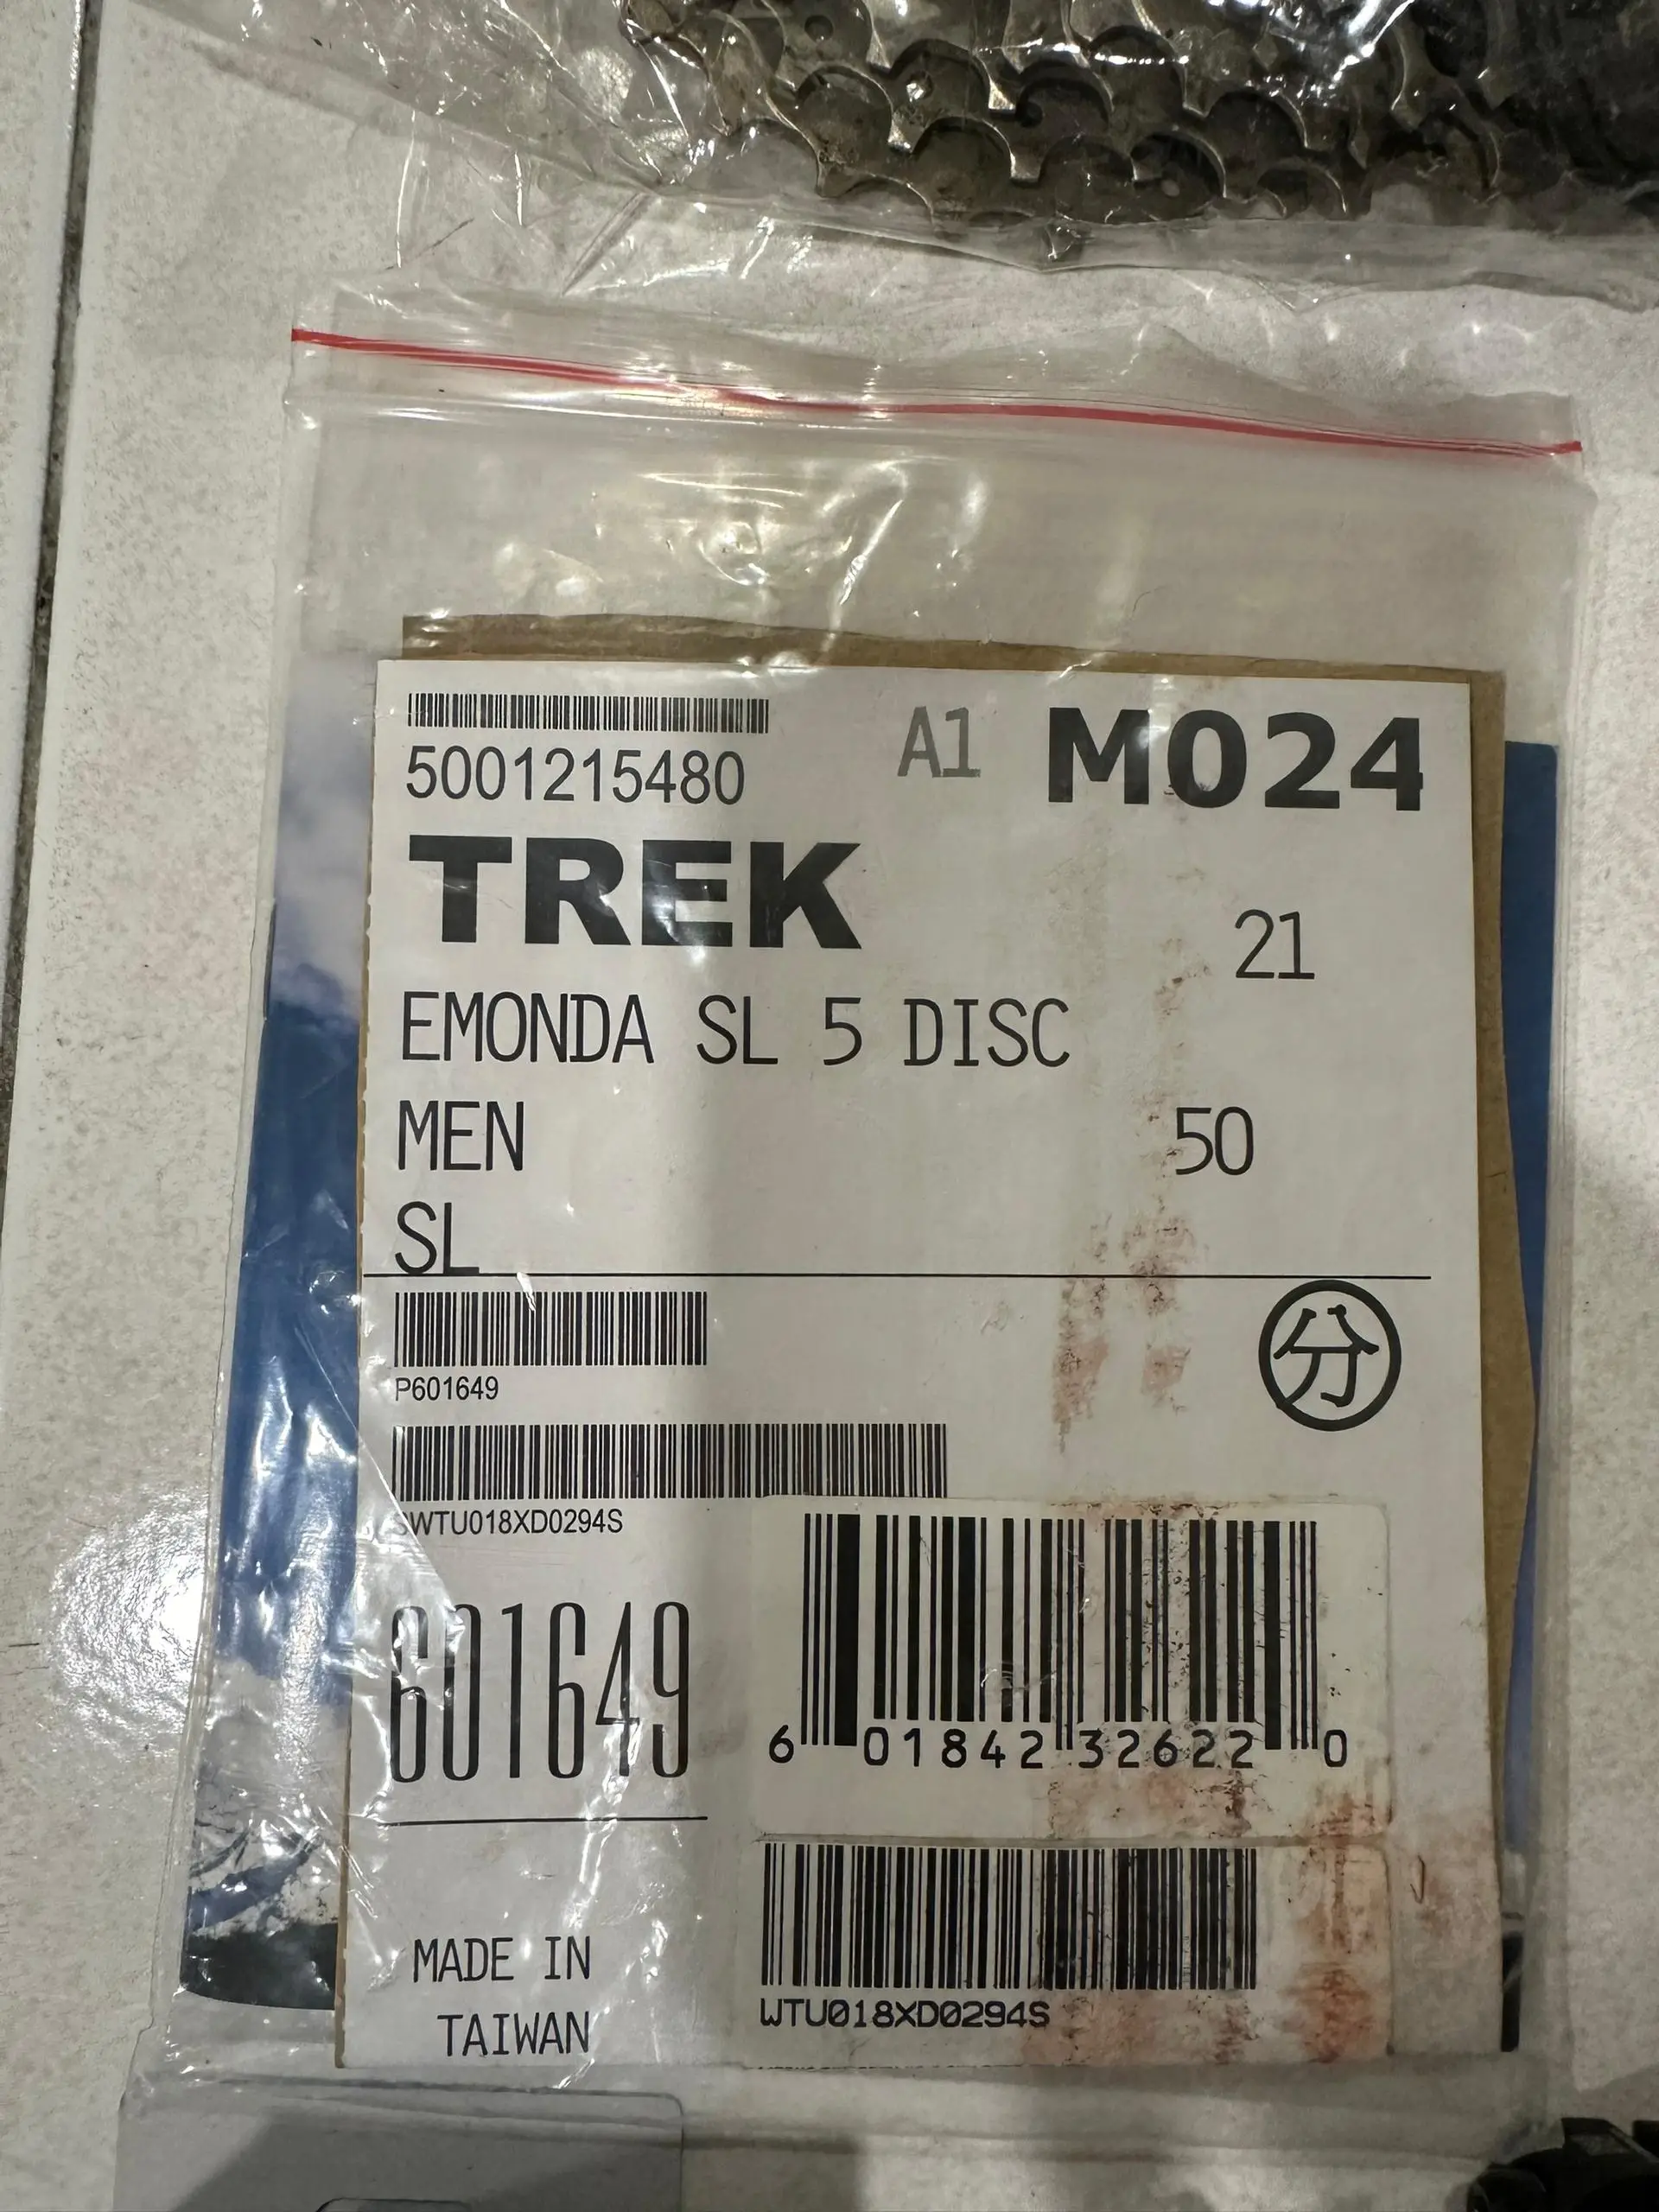 5001215480
A1 M024
TREK
21
EMONDA SL 5 DISC
MEN 50
SL
分
P601649
SWTU018XD0294S
601649
6 01842 32622 0
MADE IN
TAIWAN
WTU018XD0294S